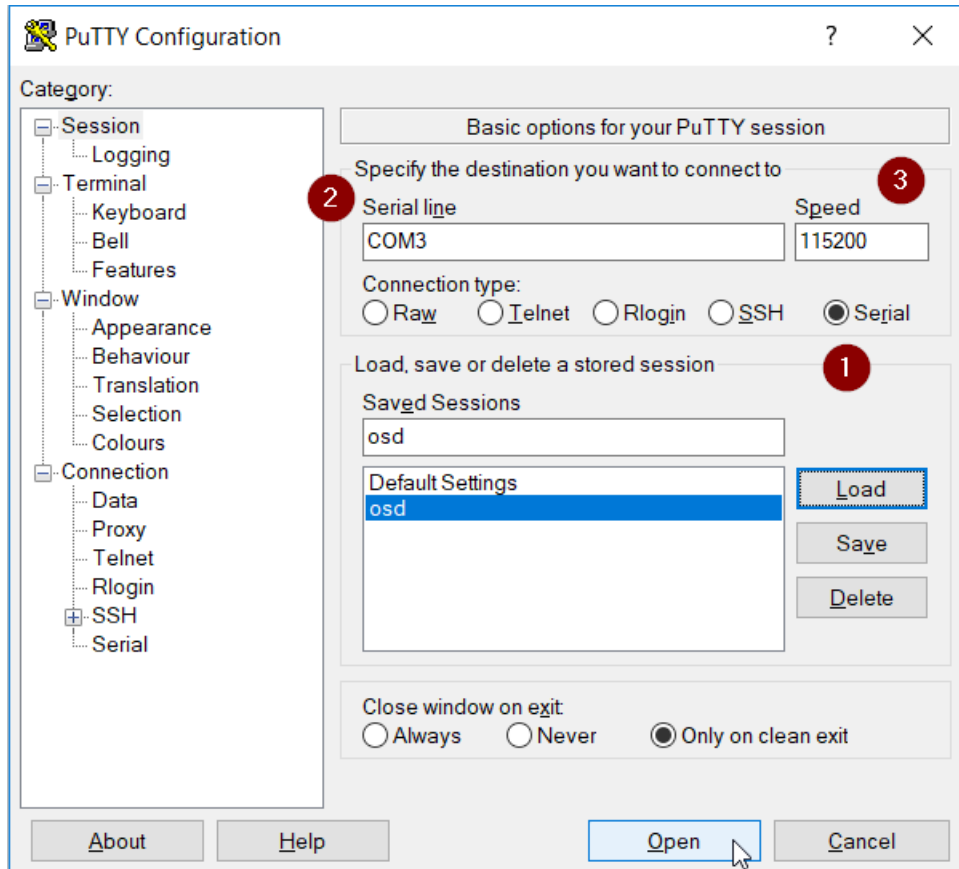 PuTTY Configuration
?
Category:
Session
Logging
Terminal
Keyboard
Bell
Features
Window
Appearance
Behaviour
Translation
Selection
Colours
Connection
Data
Proxy
Telnet
Rlogin
SSH
Serial
Basic options for your PuTTY session
Specify the destination you want to connect to
2
3
Serial line Speed
COM3 115200
Connection type:
Raw Telnet Rlogin SSH Serial
1
Load, save or delete a stored session
Saved Sessions
osd
Default Settings
osd
Load
Save
Delete
Close window on exit:
Always Never Only on clean exit
About Help Open Cancel